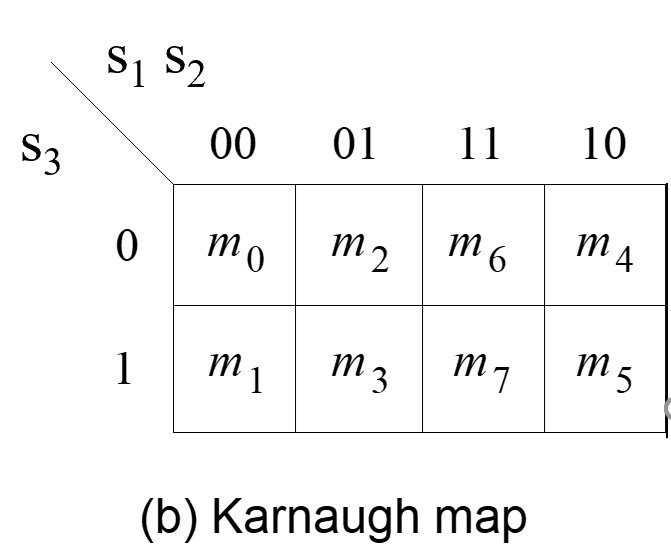 s₁ s₂
s₃
00 01 11 10
0 m₀ m₂ m₆ m₄
1 m₁ m₃ m₇ m₅
(b) Karnaugh map